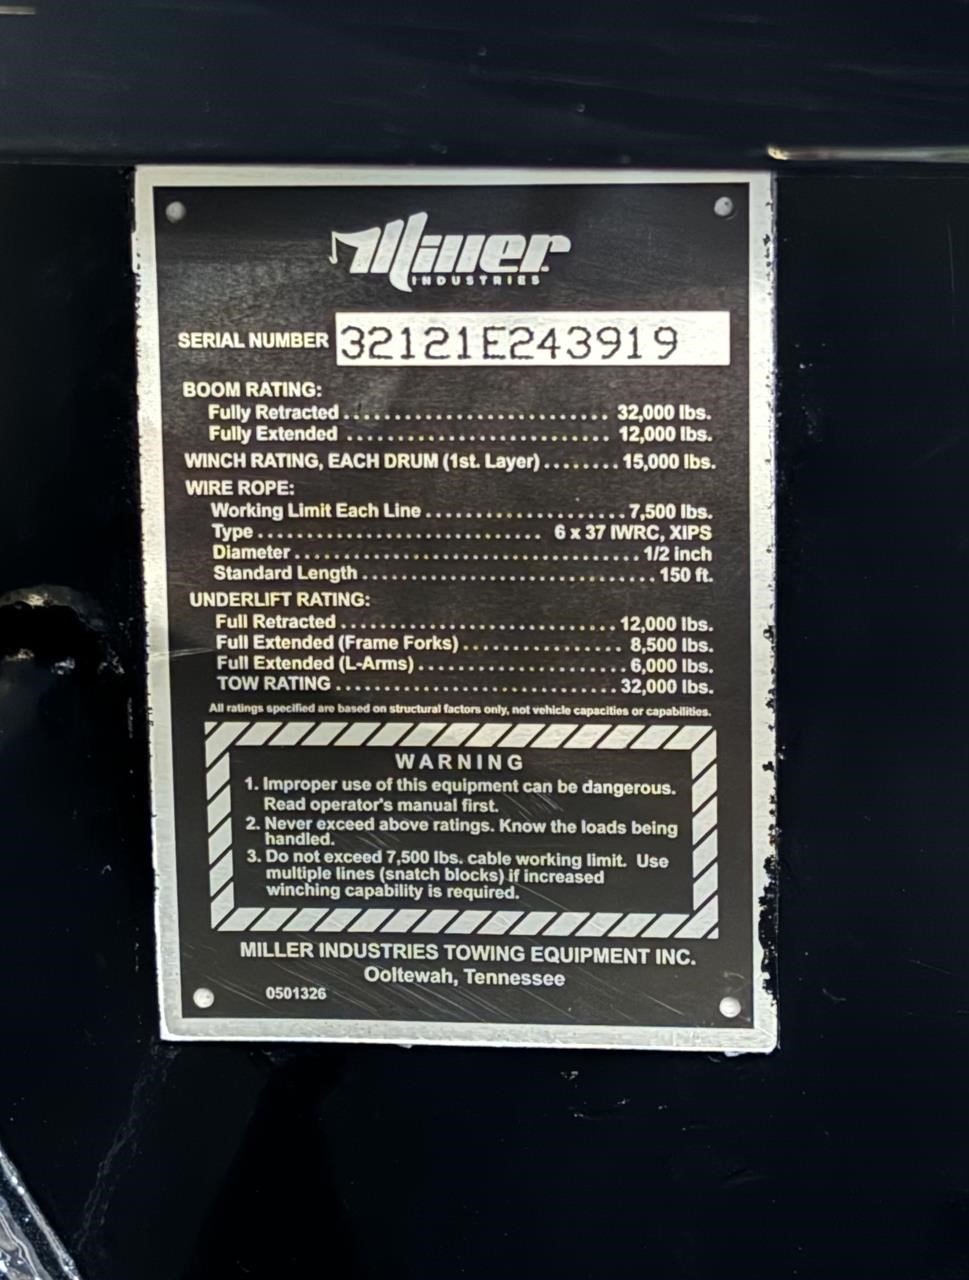 Miller
INDUSTRIES
SERIAL NUMBER 32121E243919
BOOM RATING:
Fully Retracted ........................... 32,000 lbs.
Fully Extended ........................... 12,000 lbs.
WINCH RATING, EACH DRUM (1st. Layer) ........ 15,000 lbs.
WIRE ROPE:
Working Limit Each Line .................... 7,500 lbs.
Type ............................. 6 x 37 IWRC, XIPS
Diameter ................................... 1/2 inch
Standard Length ............................. 150 ft.
UNDERLIFT RATING:
Full Retracted ............................ 12,000 lbs.
Full Extended (Frame Forks) ................ 8,500 lbs.
Full Extended (L-Arms) ..................... 6,000 lbs.
TOW RATING ............................ 32,000 lbs.
All ratings specified are based on structural factors only, not vehicle capacities or capabilities.
WARNING
1. Improper use of this equipment can be dangerous.
Read operator's manual first.
2. Never exceed above ratings. Know the loads being
handled.
3. Do not exceed 7,500 lbs. cable working limit. Use
multiple lines (snatch blocks) if increased
winching capability is required.
MILLER INDUSTRIES TOWING EQUIPMENT INC.
Ooltewah, Tennessee
0501326